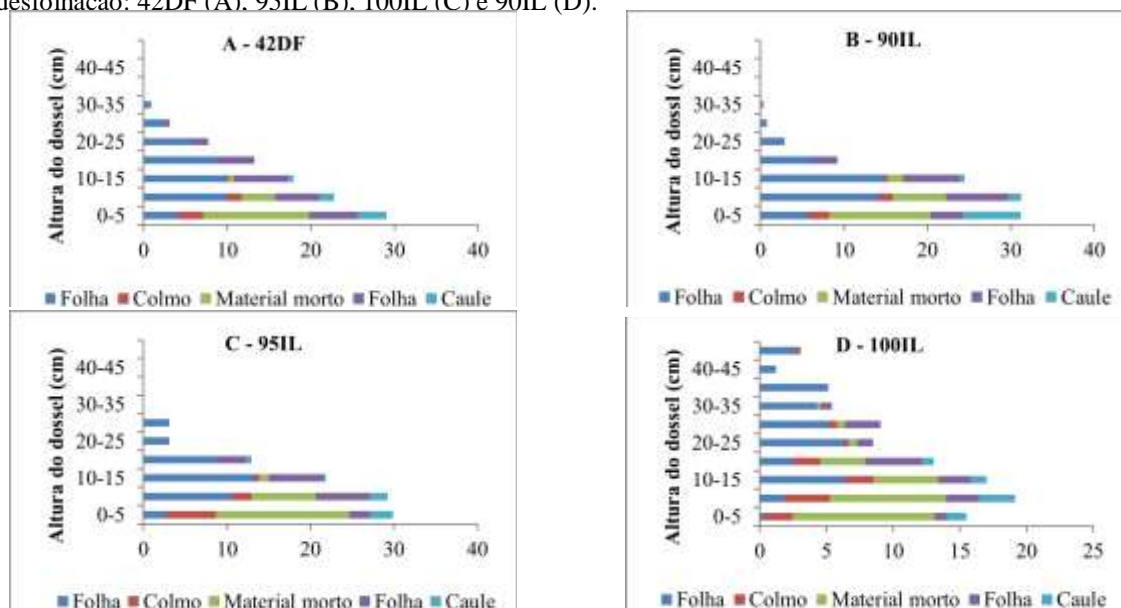 desfolhação: 42DF (A), 95IL (B), 100IL (C) e 90IL (D).
A - 42DF
Altura do dossel (cm)
40-45
30-35
20-25
10-15
0-5
0 10 20 30 40
Folha Colmo Material morto Folha Caule
B - 90IL
Altura do dossl (cm)
40-45
30-35
20-25
10-15
0-5
0 10 20 30 40
Folha Colmo Material morto Folha Caule
C - 95IL
Altura do dossel (cm)
40-45
30-35
20-25
10-15
0-5
0 10 20 30 40
Folha Colmo Material morto Folha Caule
D - 100IL
Altura do dossel (cm)
40-45
30-35
20-25
10-15
0-5
0 5 10 15 20 25
Folha Colmo Material morto Folha Caule